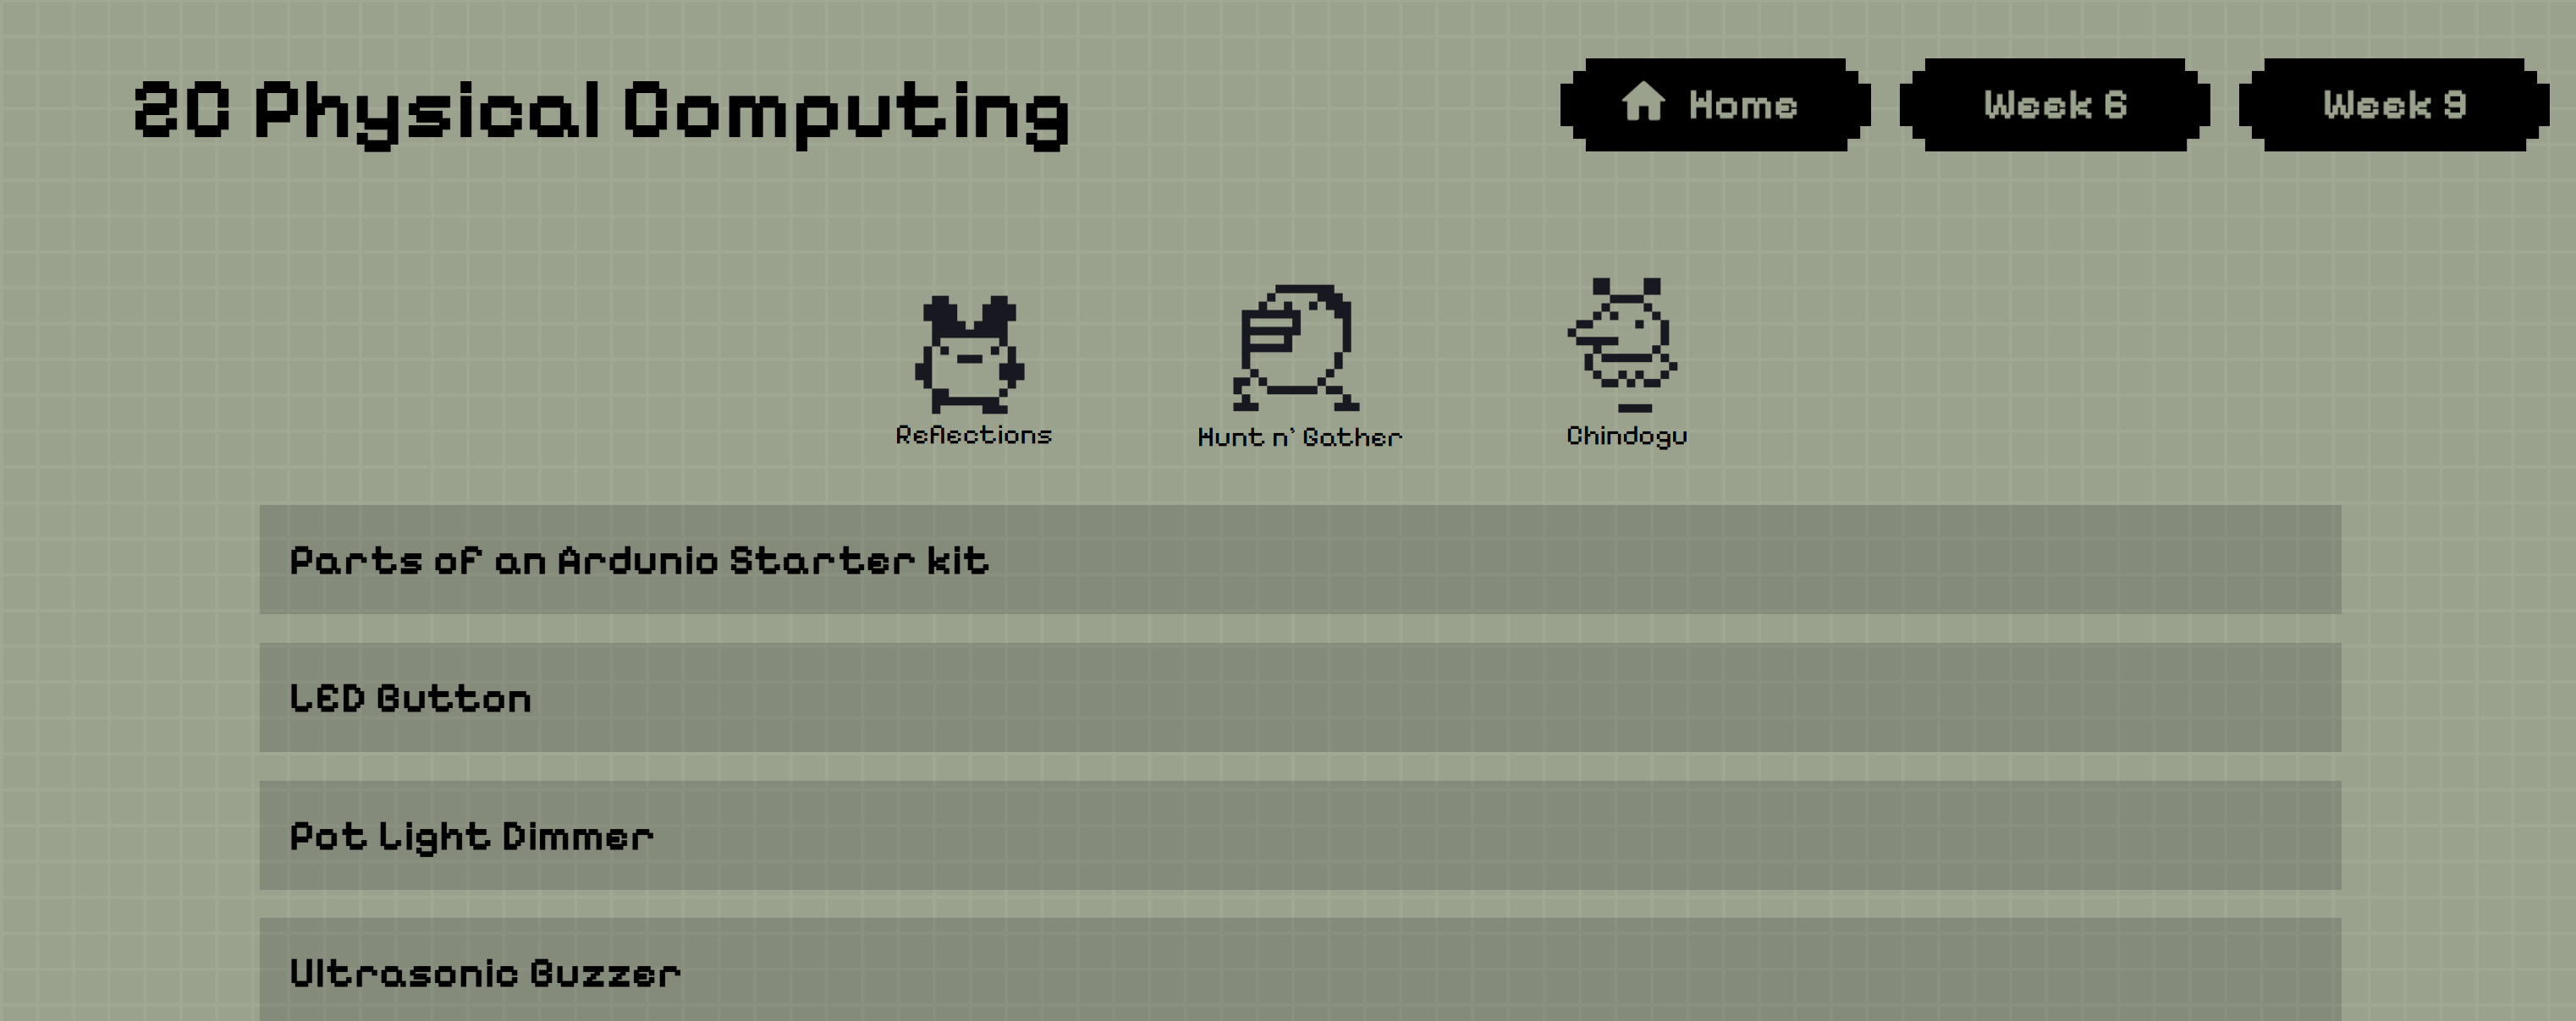 2C Physical Computing
Home
Week 6
Week 9
Reflections
Hunt n' Gather
Chindogu
Parts of an Ardunio Starter kit
LED Button
Pot Light Dimmer
Ultrasonic Buzzer